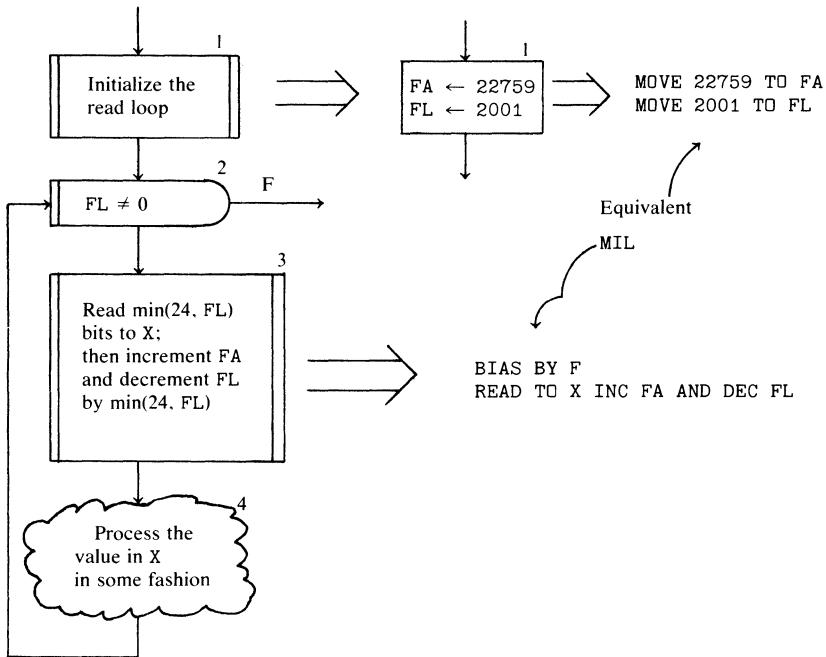 1
Initialize the
read loop
1
FA ← 22759
FL ← 2001
MOVE 22759 TO FA
MOVE 2001 TO FL
2
FL ≠ 0
F
Equivalent
MIL
3
Read min(24, FL)
bits to X;
then increment FA
and decrement FL
by min(24, FL)
BIAS BY F
READ TO X INC FA AND DEC FL
4
Process the
value in X
in some fashion